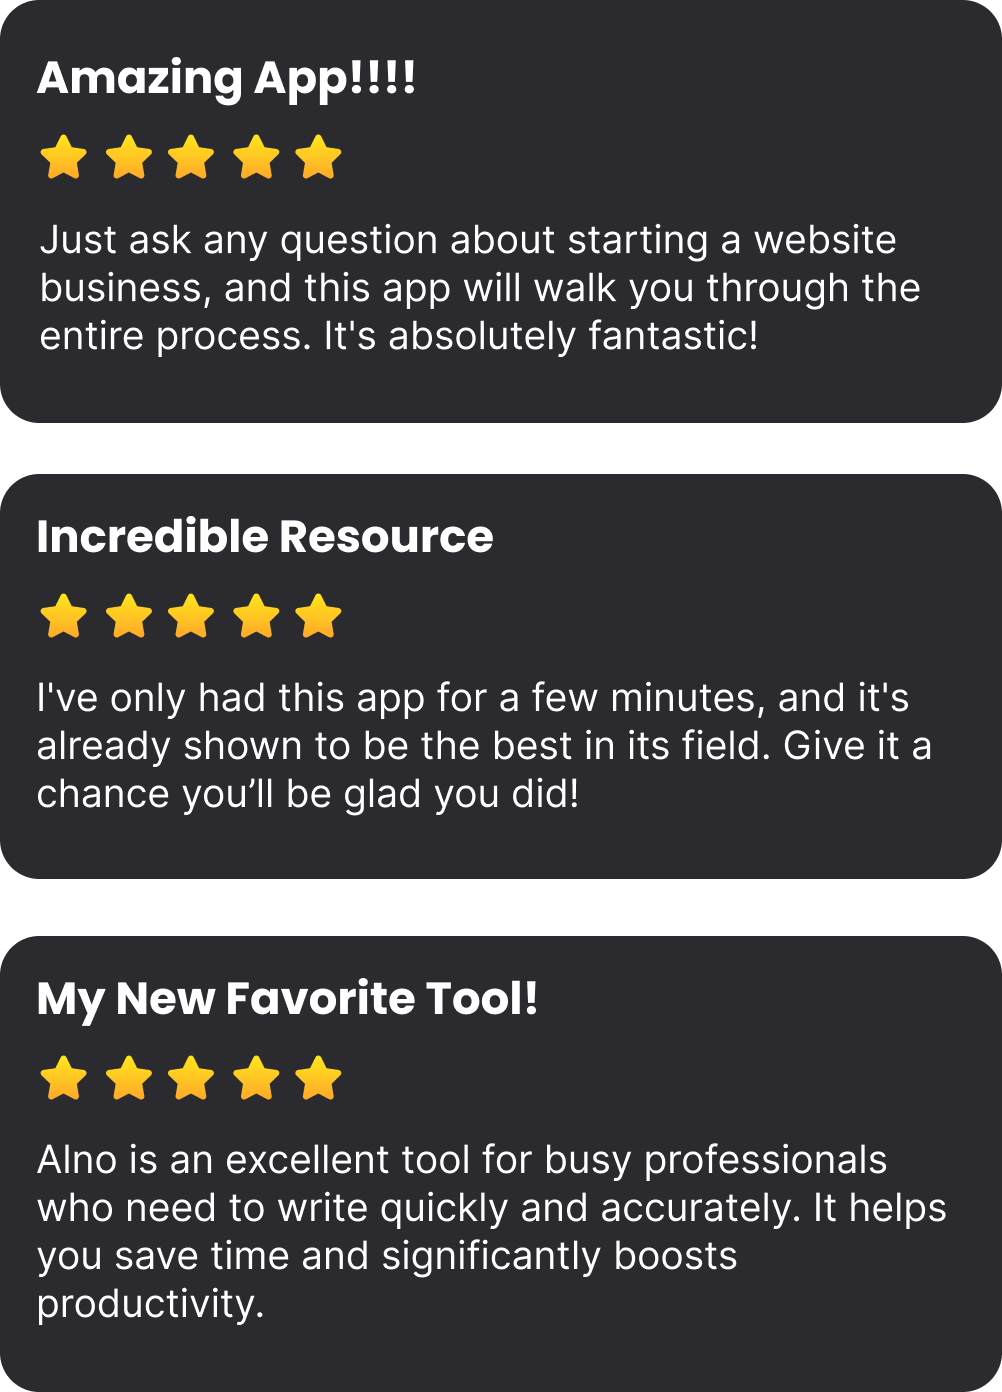 Amazing App!!!!
Just ask any question about starting a website
business, and this app will walk you through the
entire process. It's absolutely fantastic!
Incredible Resource
I've only had this app for a few minutes, and it's
already shown to be the best in its field. Give it a
chance you’ll be glad you did!
My New Favorite Tool!
Alno is an excellent tool for busy professionals
who need to write quickly and accurately. It helps
you save time and significantly boosts
productivity.